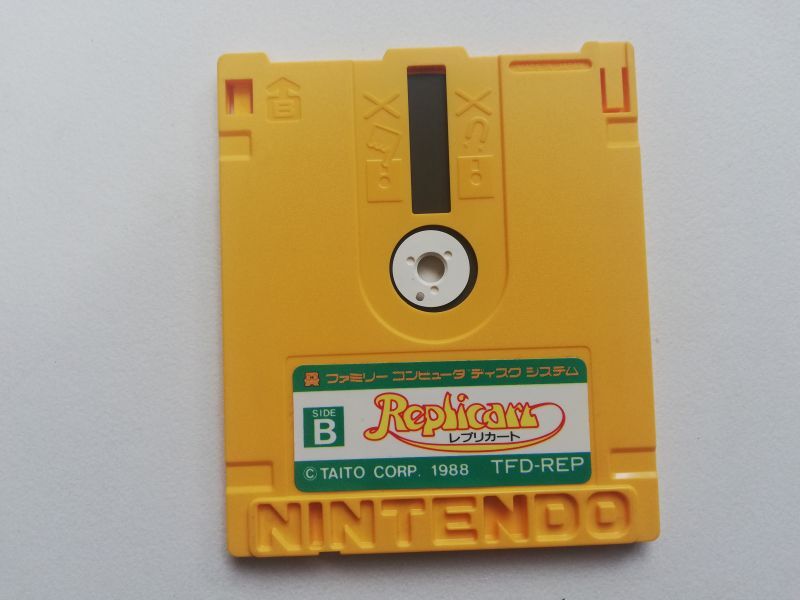 B
ファミリー コンピュータ ディスク システム
SIDE
B
Replicart
レプリカート
© TAITO CORP. 1988 TFD-REP
NINTENDO